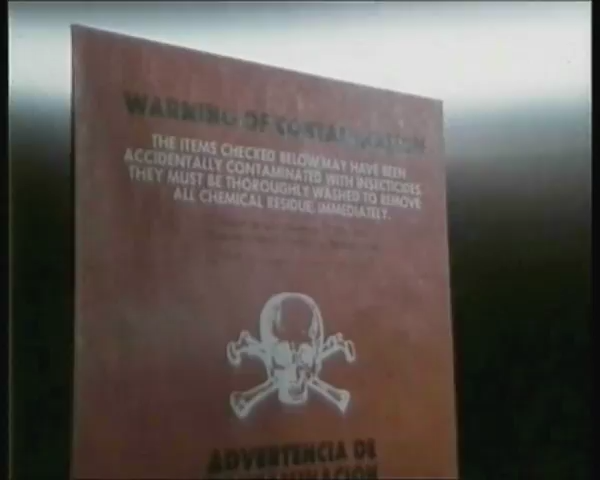 WARNING OF CONTAMINATION
THE ITEMS CHECKED BELOW MAY HAVE BEEN
ACCIDENTALLY CONTAMINATED WITH INSECTICIDES.
THEY MUST BE THOROUGHLY WASHED TO REMOVE
ALL CHEMICAL RESIDUE IMMEDIATELY.
ADVERTENCIA DE
CONTAMINACION